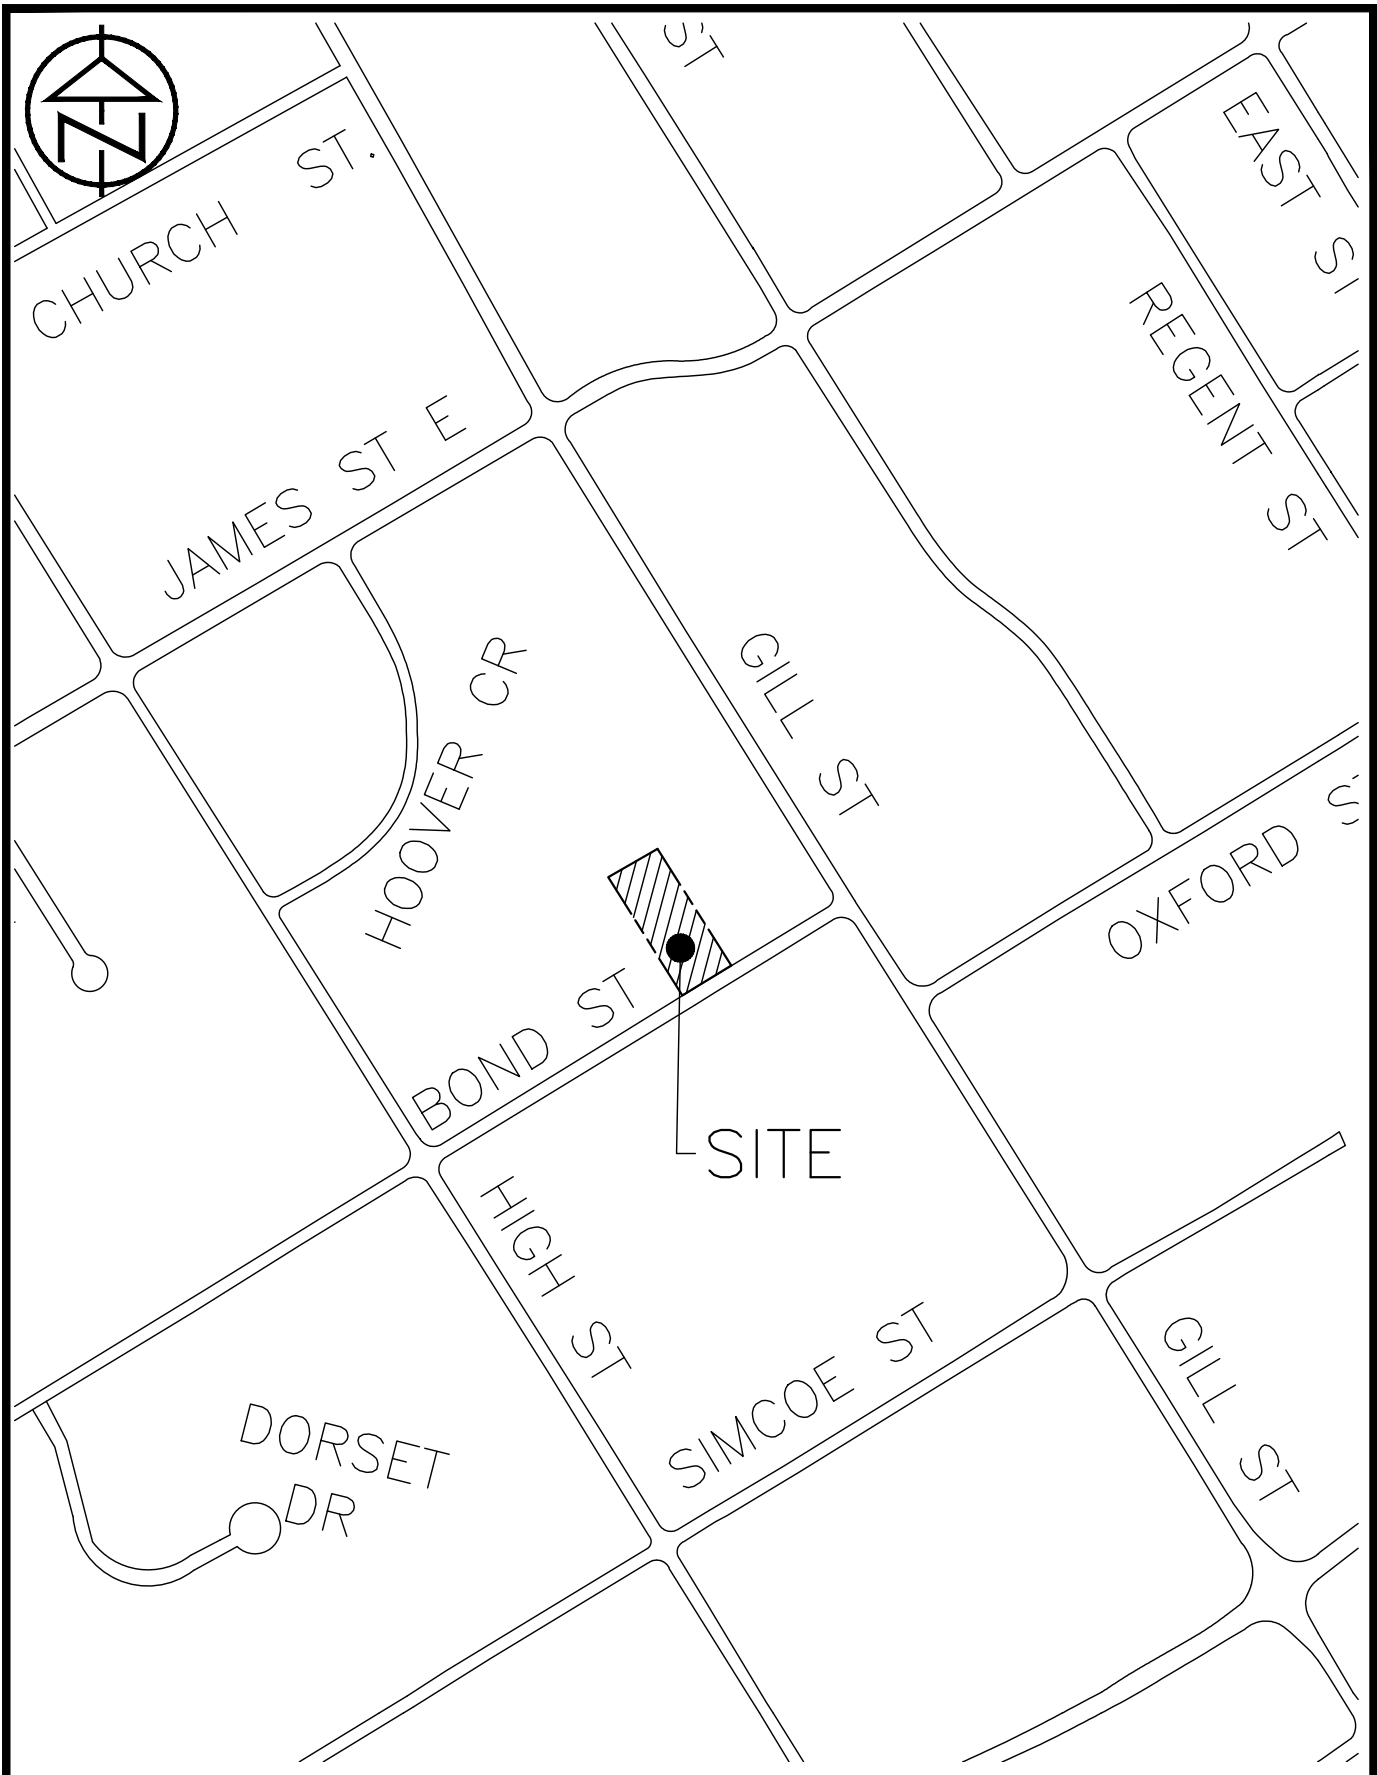 ST
N
EAST ST
CHURCH ST.
REGENT ST
JAMES ST E
HOOVER CR
GILL ST
OXFORD S
BOND ST
SITE
HIGH ST
SIMCOE ST
GILL ST
DORSET
DR